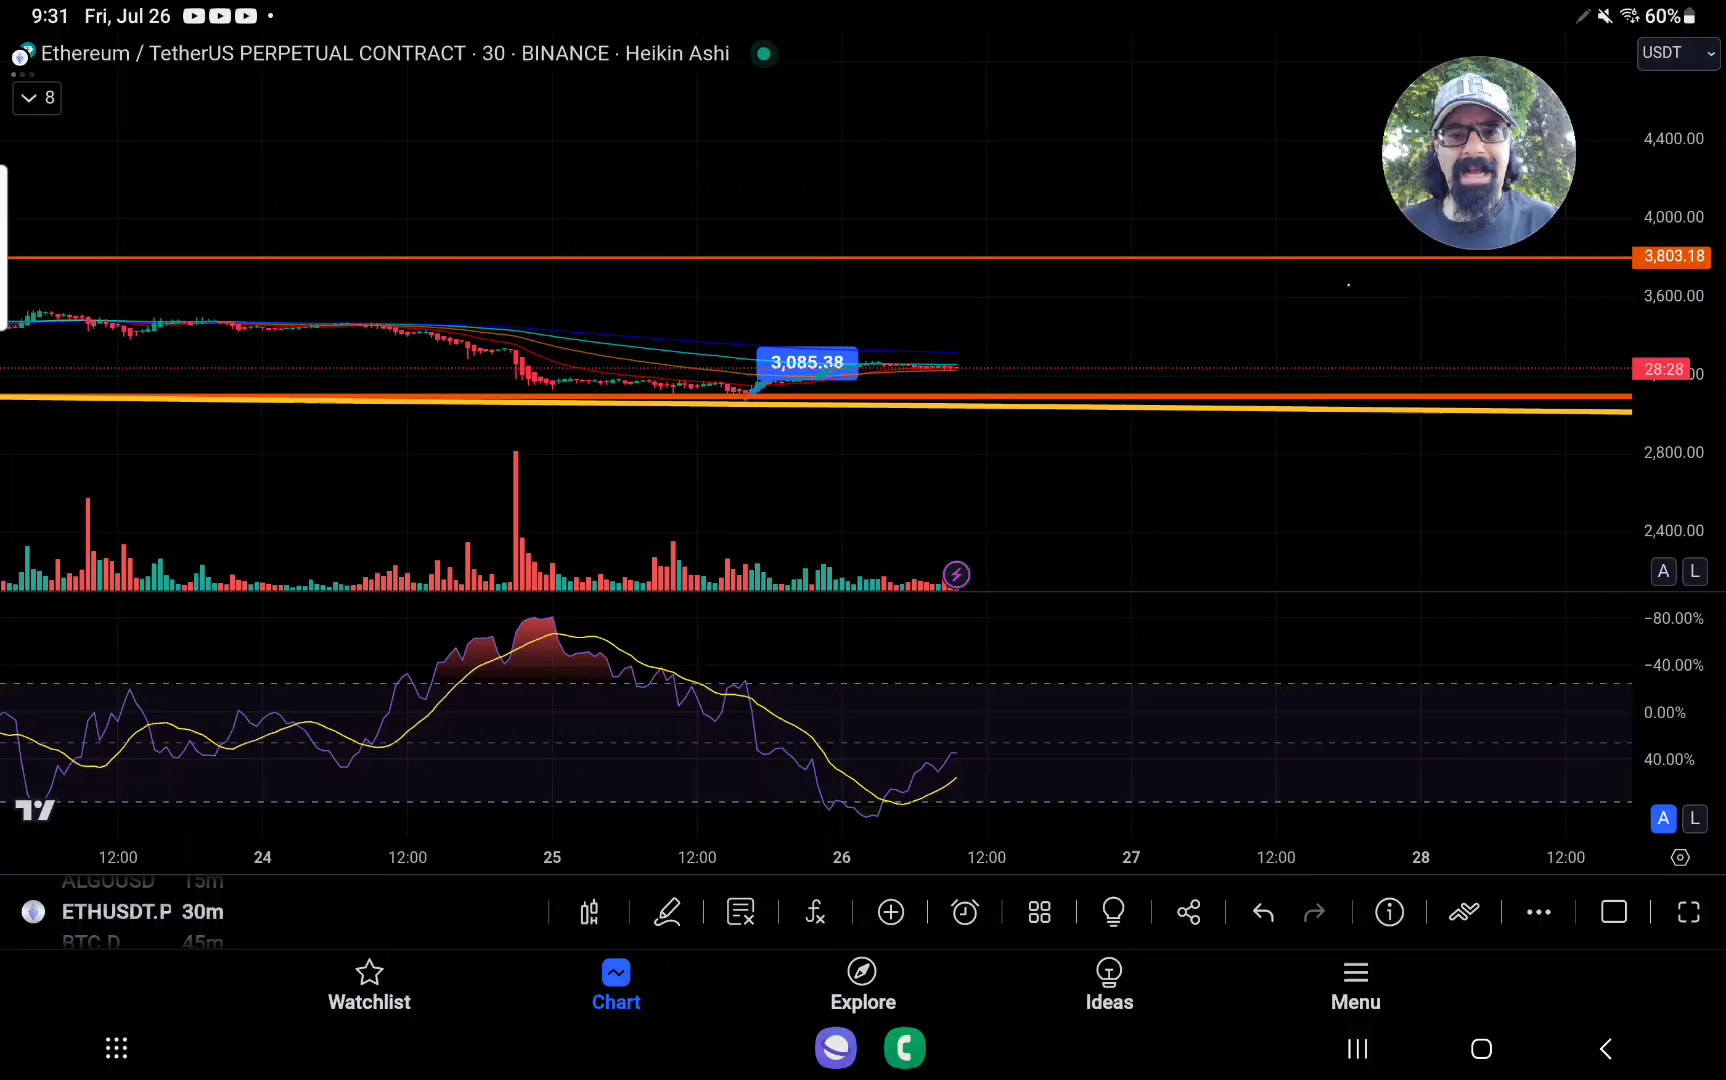 9:31 Fri, Jul 26
60%
Ethereum / TetherUS PERPETUAL CONTRACT · 30 · BINANCE · Heikin Ashi
USDT
8
4,400.00
4,000.00
3,803.18
3,600.00
3,085.38
28:28
00
2,800.00
2,400.00
A L
−80.00%
−40.00%
0.00%
40.00%
A L
12:00 24 12:00 25 12:00 26 12:00 27 12:00 28 12:00
ALGOUSD 15m
ETHUSDT.P 30m
BTC.D 45m
Watchlist
Chart
Explore
Ideas
Menu